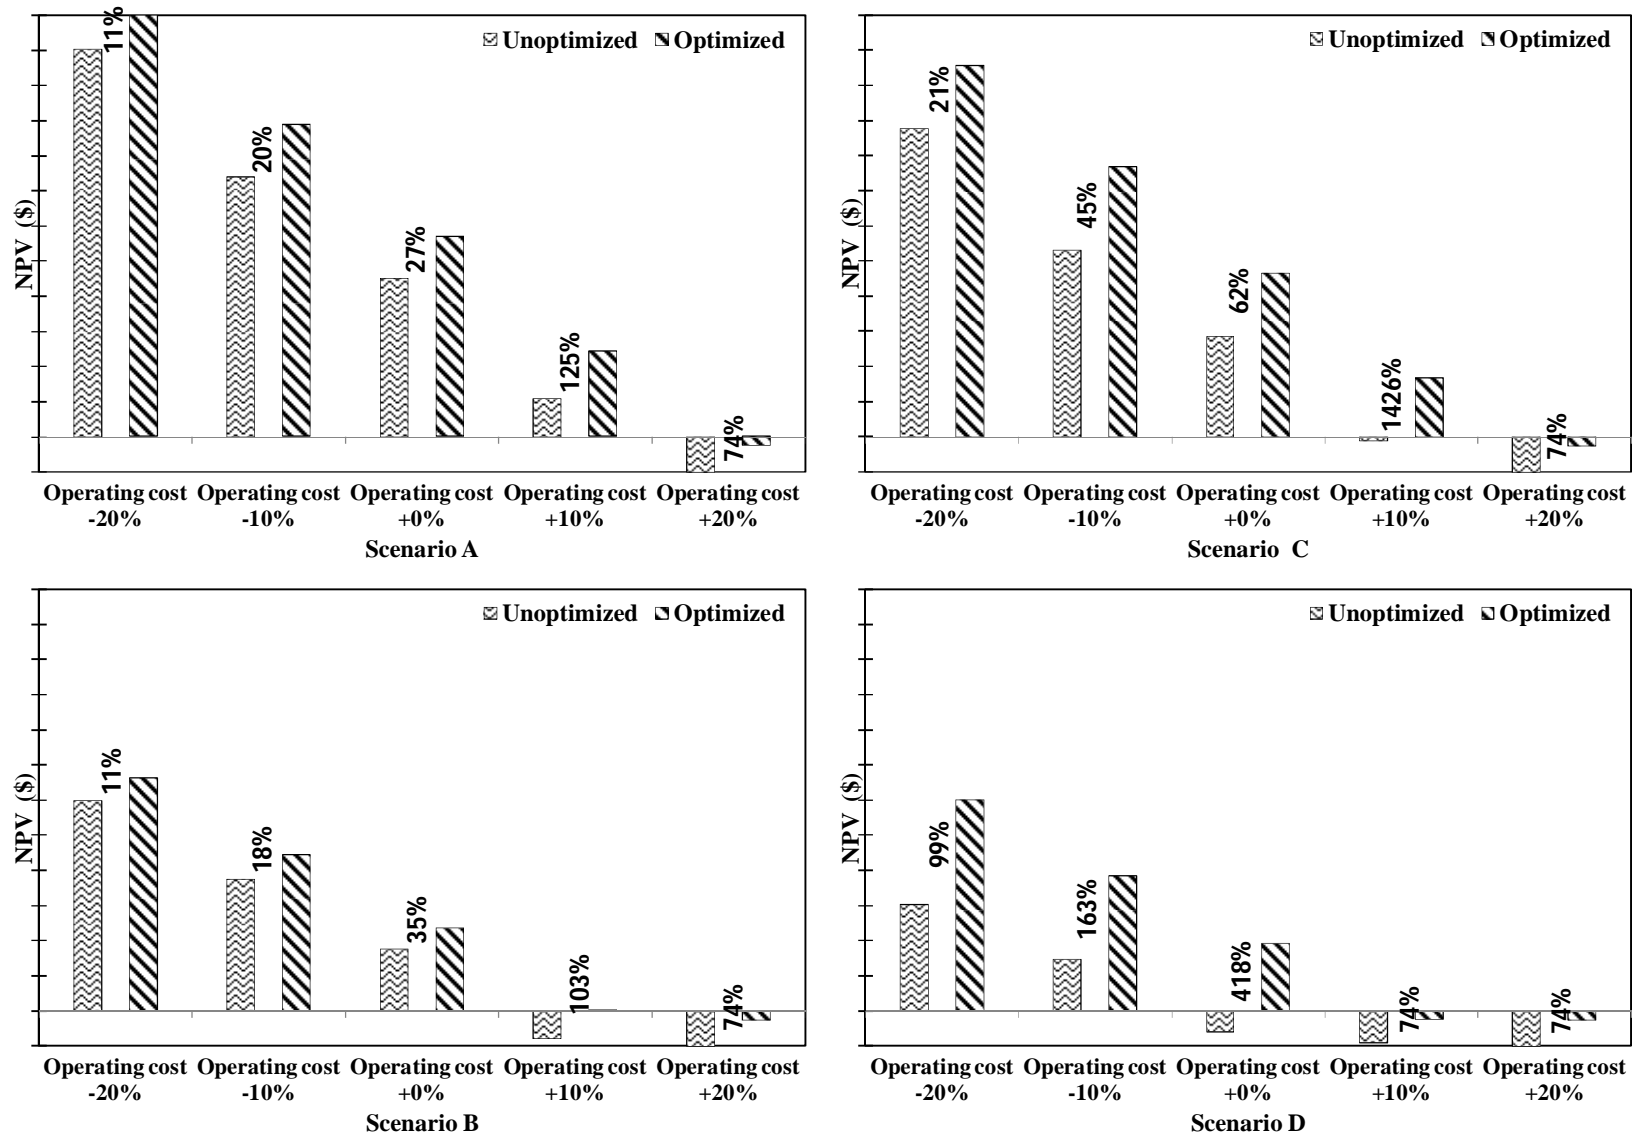 Unoptimized Optimized
NPV ($)
11%
20%
27%
125%
74%
Operating cost Operating cost Operating cost Operating cost Operating cost
-20% -10% +0% +10% +20%
Scenario A
Unoptimized Optimized
NPV ($)
21%
45%
62%
1426%
74%
Operating cost Operating cost Operating cost Operating cost Operating cost
-20% -10% +0% +10% +20%
Scenario C
Unoptimized Optimized
NPV ($)
11%
18%
35%
103%
74%
Operating cost Operating cost Operating cost Operating cost Operating cost
-20% -10% +0% +10% +20%
Scenario B
Unoptimized Optimized
NPV ($)
99%
163%
418%
74%
74%
Operating cost Operating cost Operating cost Operating cost Operating cost
-20% -10% +0% +10% +20%
Scenario D